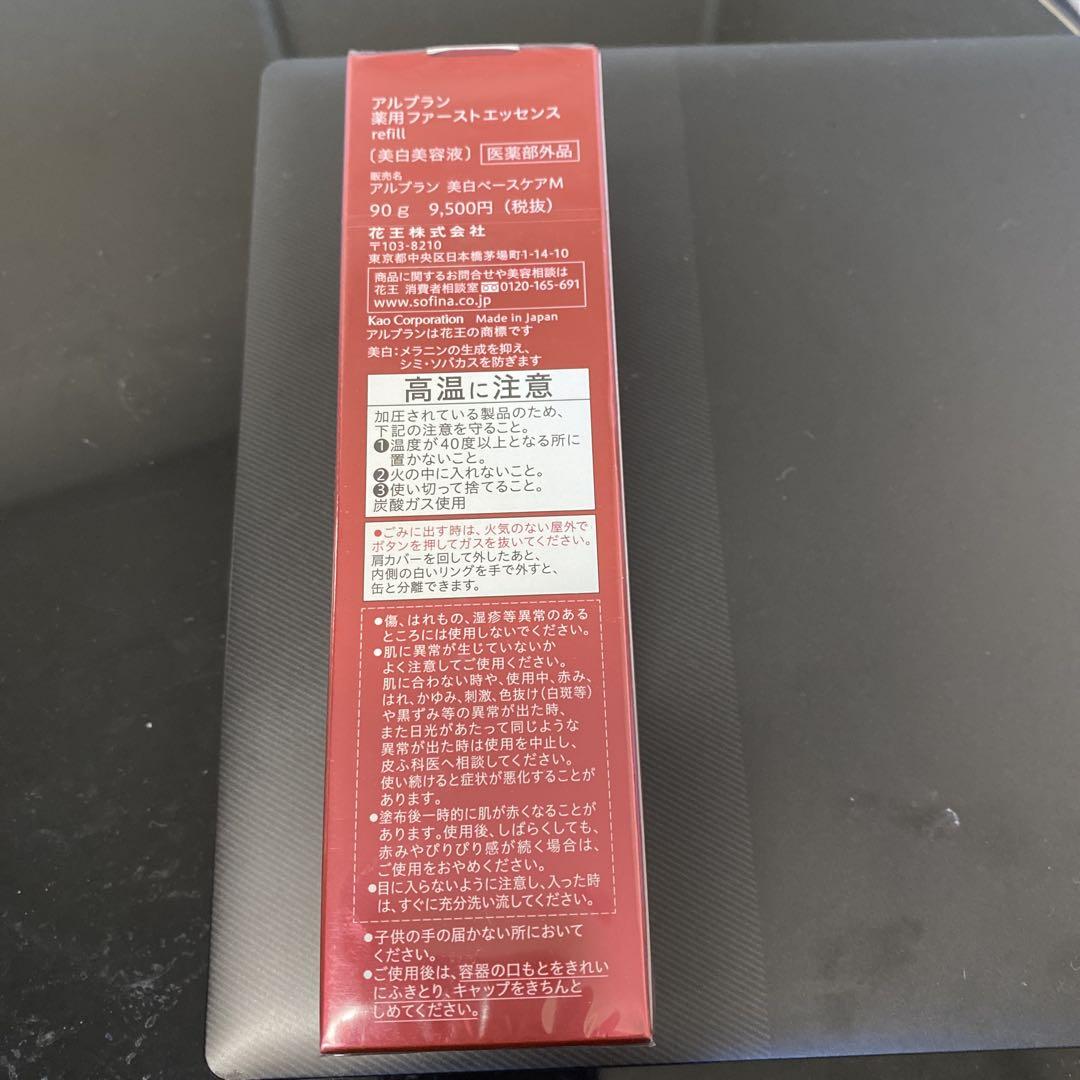 アルブラン
薬用ファーストエッセンス
refill
〔美白美容液〕 医薬部外品
販売名
アルブラン 美白ベースケアM
90g 9,500円（税抜）
花王株式会社
〒103-8210
東京都中央区日本橋茅場町1-14-10
商品に関するお問合せや美容相談は
花王 消費者相談室 0120-165-691
www.sofina.co.jp
Kao Corporation Made in Japan
アルブランは花王の商標です
美白：メラニンの生成を抑え、
シミ・ソバカスを防ぎます
高温に注意
加圧されている製品のため、
下記の注意を守ること。
❶温度が40度以上となる所に
置かないこと。
❷火の中に入れないこと。
❸使い切って捨てること。
炭酸ガス使用
●ごみに出す時は、火気のない屋外で
ボタンを押してガスを抜いてください。
肩カバーを回して外したあと、
内側の白いリングを手で外すと、
缶と分離できます。
●傷、はれもの、湿疹等異常のある
ところには使用しないでください。
●肌に異常が生じていないか
よく注意してご使用ください。
肌に合わない時や、使用中、赤み、
はれ、かゆみ、刺激、色抜け（白斑等）
や黒ずみ等の異常が出た時、
また日光があたって同じような
異常が出た時は使用を中止し、
皮ふ科医へ相談してください。
使い続けると症状が悪化することが
あります。
●塗布後一時的に肌が赤くなることが
あります。使用後、しばらくしても、
赤みやぴりぴり感が続く場合は、
ご使用をおやめください。
●目に入らないように注意し、入った時
は、すぐに充分洗い流してください。
●子供の手の届かない所において
ください。
●ご使用後は、容器の口もとをきれい
にふきとり、キャップをきちんと
しめてください。